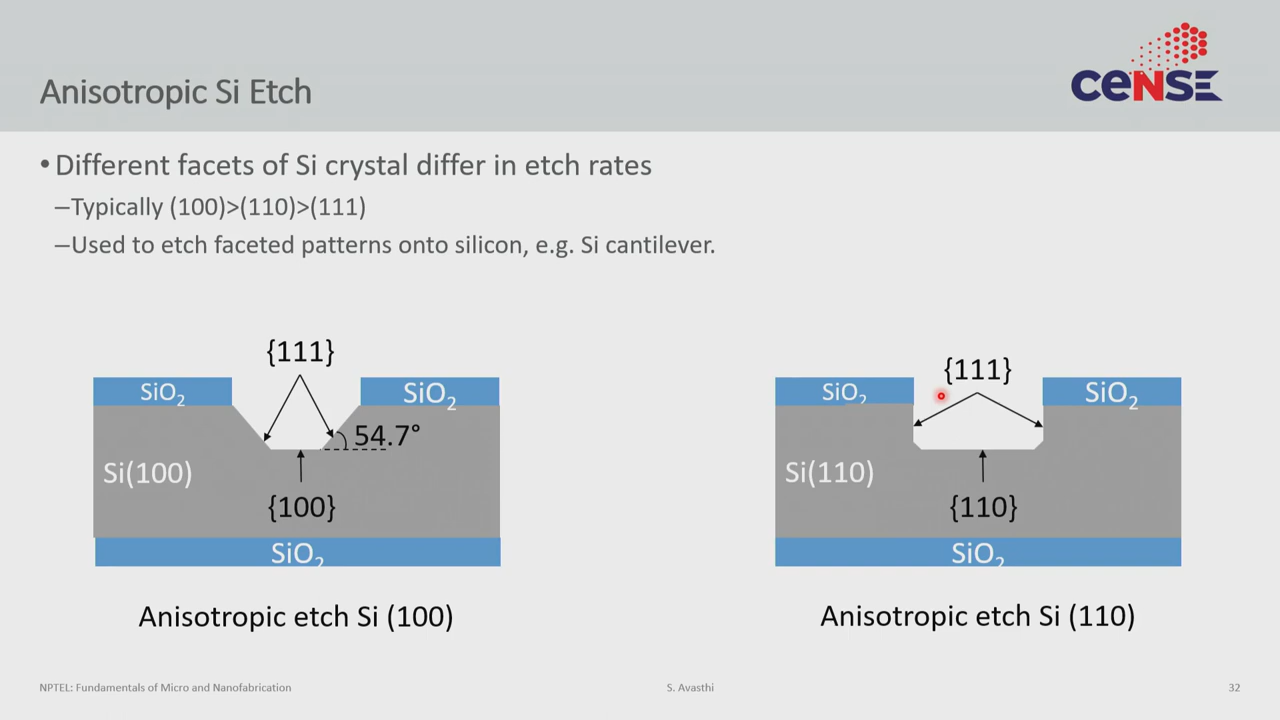 Anisotropic Si Etch
CeNSE
• Different facets of Si crystal differ in etch rates
–Typically (100)>(110)>(111)
–Used to etch faceted patterns onto silicon, e.g. Si cantilever.
{111}
SiO2
SiO2
54.7°
Si(100)
{100}
SiO2
Anisotropic etch Si (100)
{111}
SiO2
SiO2
Si(110)
{110}
SiO2
Anisotropic etch Si (110)
NPTEL: Fundamentals of Micro and Nanofabrication
S. Avasthi
32